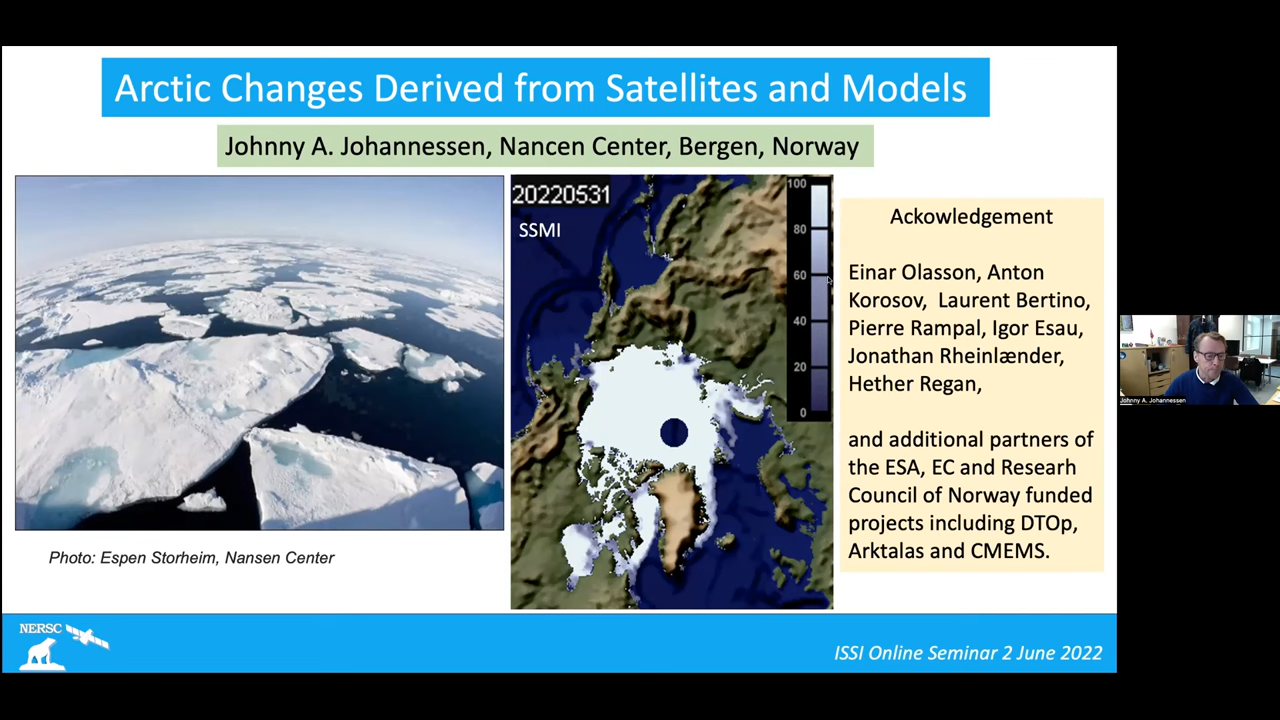 Arctic Changes Derived from Satellites and Models
Johnny A. Johannessen, Nancen Center, Bergen, Norway
20220531
SSMI
100
80
60
40
20
0
Photo: Espen Storheim, Nansen Center
Ackowledgement
Einar Olasson, Anton
Korosov, Laurent Bertino,
Pierre Rampal, Igor Esau,
Jonathan Rheinlænder,
Hether Regan,
and additional partners of
the ESA, EC and Researh
Council of Norway funded
projects including DTOp,
Arktalas and CMEMS.
NERSC
ISSI Online Seminar 2 June 2022
Johnny A. Johannessen